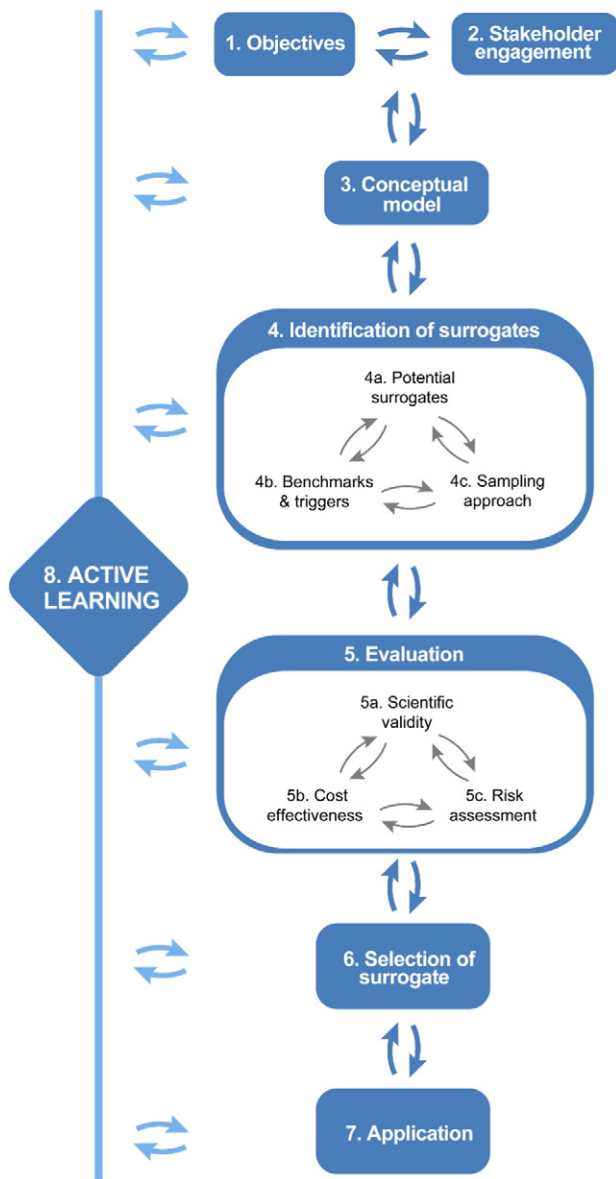 1. Objectives
2. Stakeholder
engagement
3. Conceptual
model
4. Identification of surrogates
4a. Potential
surrogates
4b. Benchmarks
& triggers
4c. Sampling
approach
8. ACTIVE
LEARNING
5. Evaluation
5a. Scientific
validity
5b. Cost
effectiveness
5c. Risk
assessment
6. Selection of
surrogate
7. Application